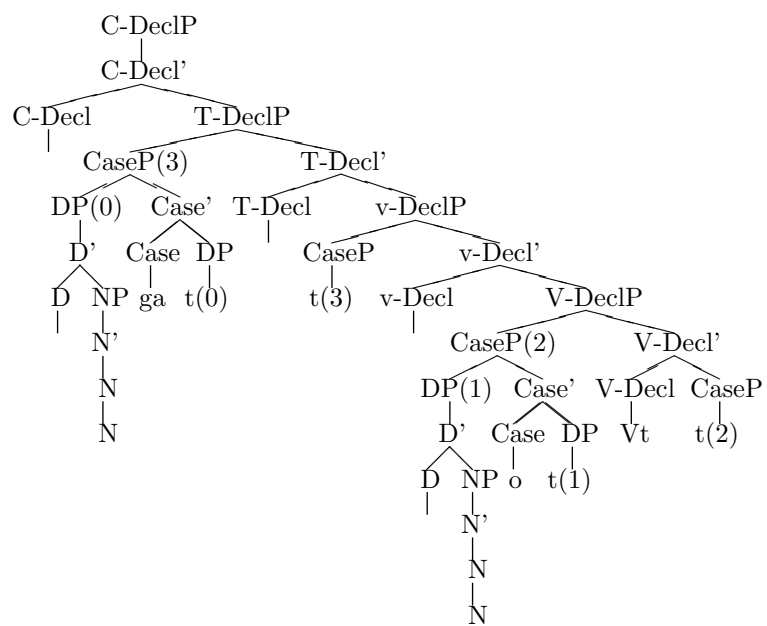 C-DeclP
C-Decl'
C-Decl T-DeclP
CaseP(3) T-Decl'
DP(0) Case' T-Decl v-DeclP
D' Case DP CaseP v-Decl'
D NP ga t(0) t(3) v-Decl V-DeclP
N' CaseP(2) V-Decl'
N DP(1) Case' V-Decl CaseP
N D' Case DP Vt t(2)
D NP o t(1)
N'
N
N